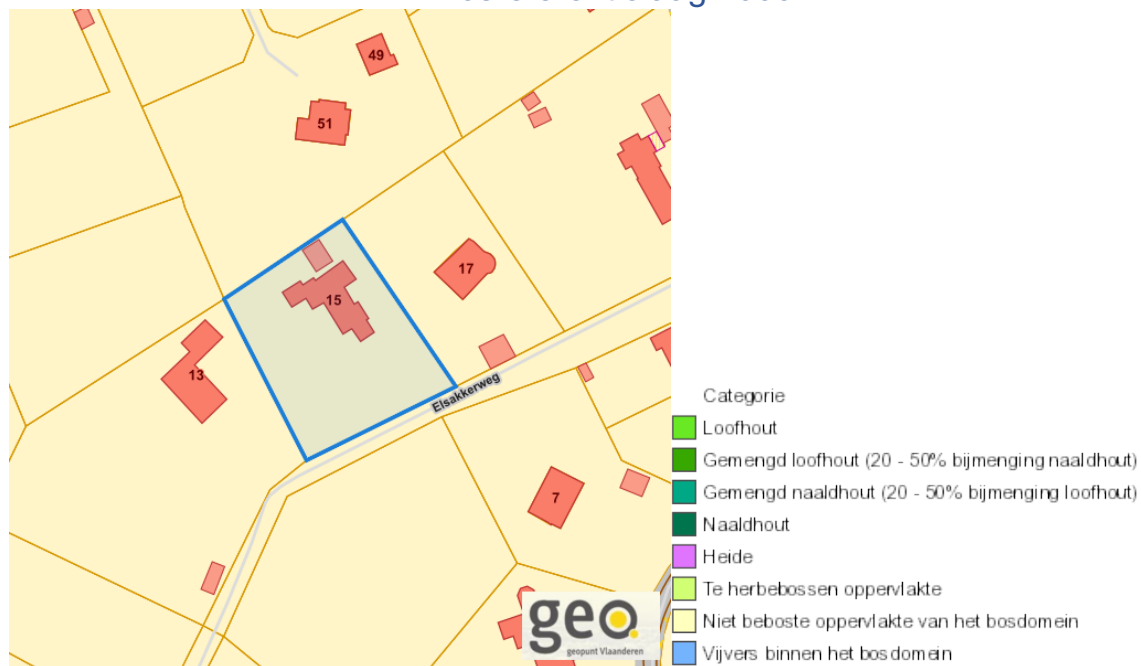 49
51
17
15
13
Elsakkerweg
7
geo.
geopunt Vlaanderen
Categorie
Loofhout
Gemengd loofhout (20 - 50% bijmenging naaldhout)
Gemengd naaldhout (20 - 50% bijmenging loofhout)
Naaldhout
Heide
Te herbebossen oppervlakte
Niet beboste oppervlakte van het bosdomein
Vijvers binnen het bosdomein